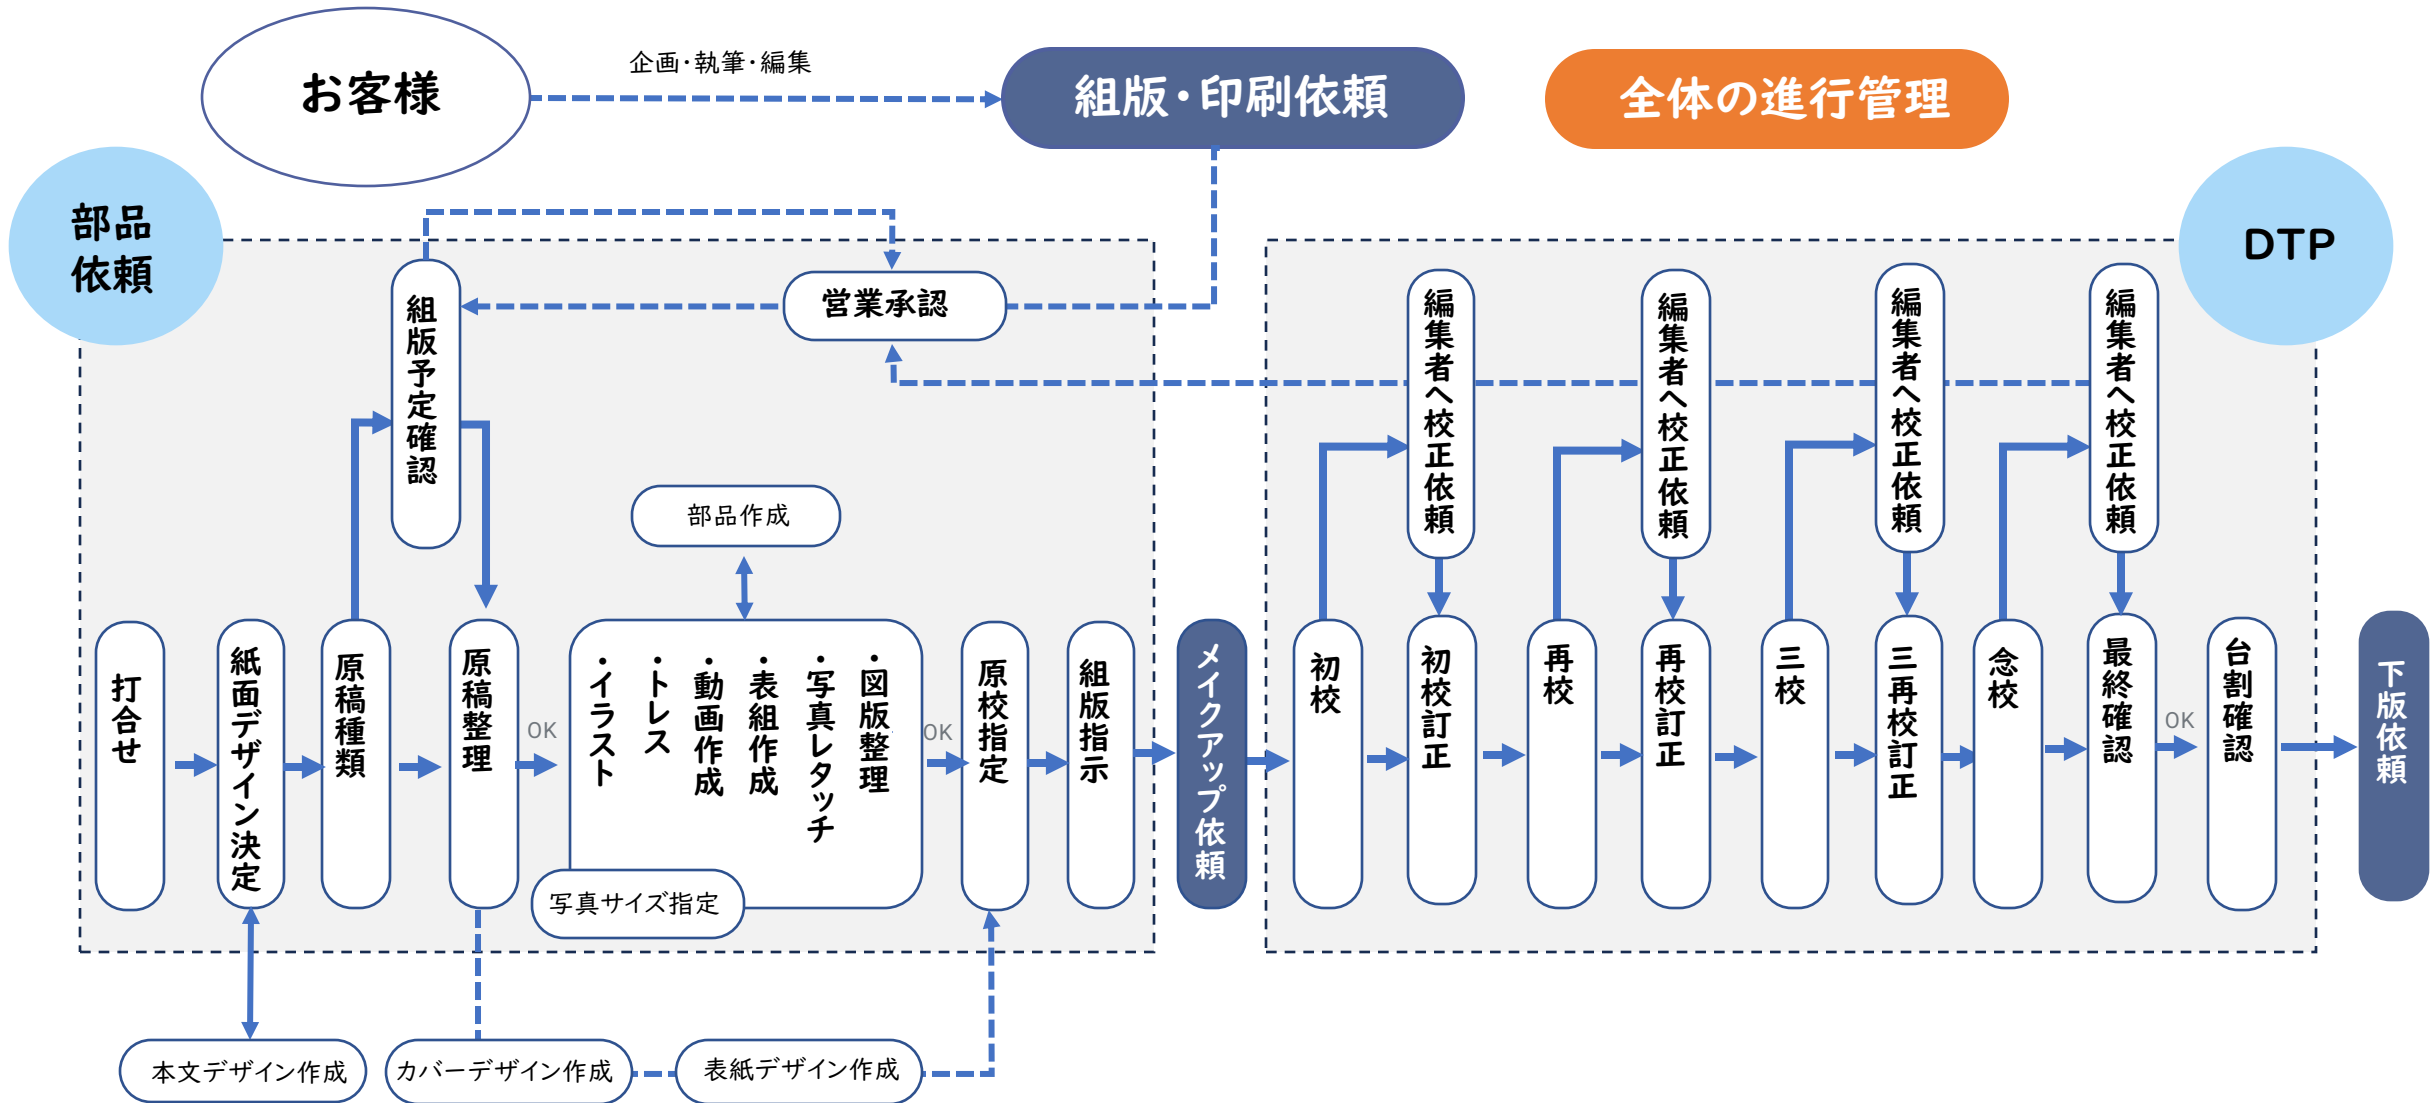 お客様
企画・執筆・編集
組版・印刷依頼
全体の進行管理
部品
依頼
DTP
組版予定確認
営業承認
編集者へ校正依頼
編集者へ校正依頼
編集者へ校正依頼
編集者へ校正依頼
部品作成
打合せ
紙面デザイン決定
原稿種類
原稿整理
OK
・イラスト
・トレス
・動画作成
・表組作成
・写真レタッチ
・図版整理
写真サイズ指定
OK
原校指定
組版指示
メイクアップ依頼
初校
初校訂正
再校
再校訂正
三校
三再校訂正
念校
最終確認
OK
台割確認
下版依頼
本文デザイン作成
カバーデザイン作成
表紙デザイン作成